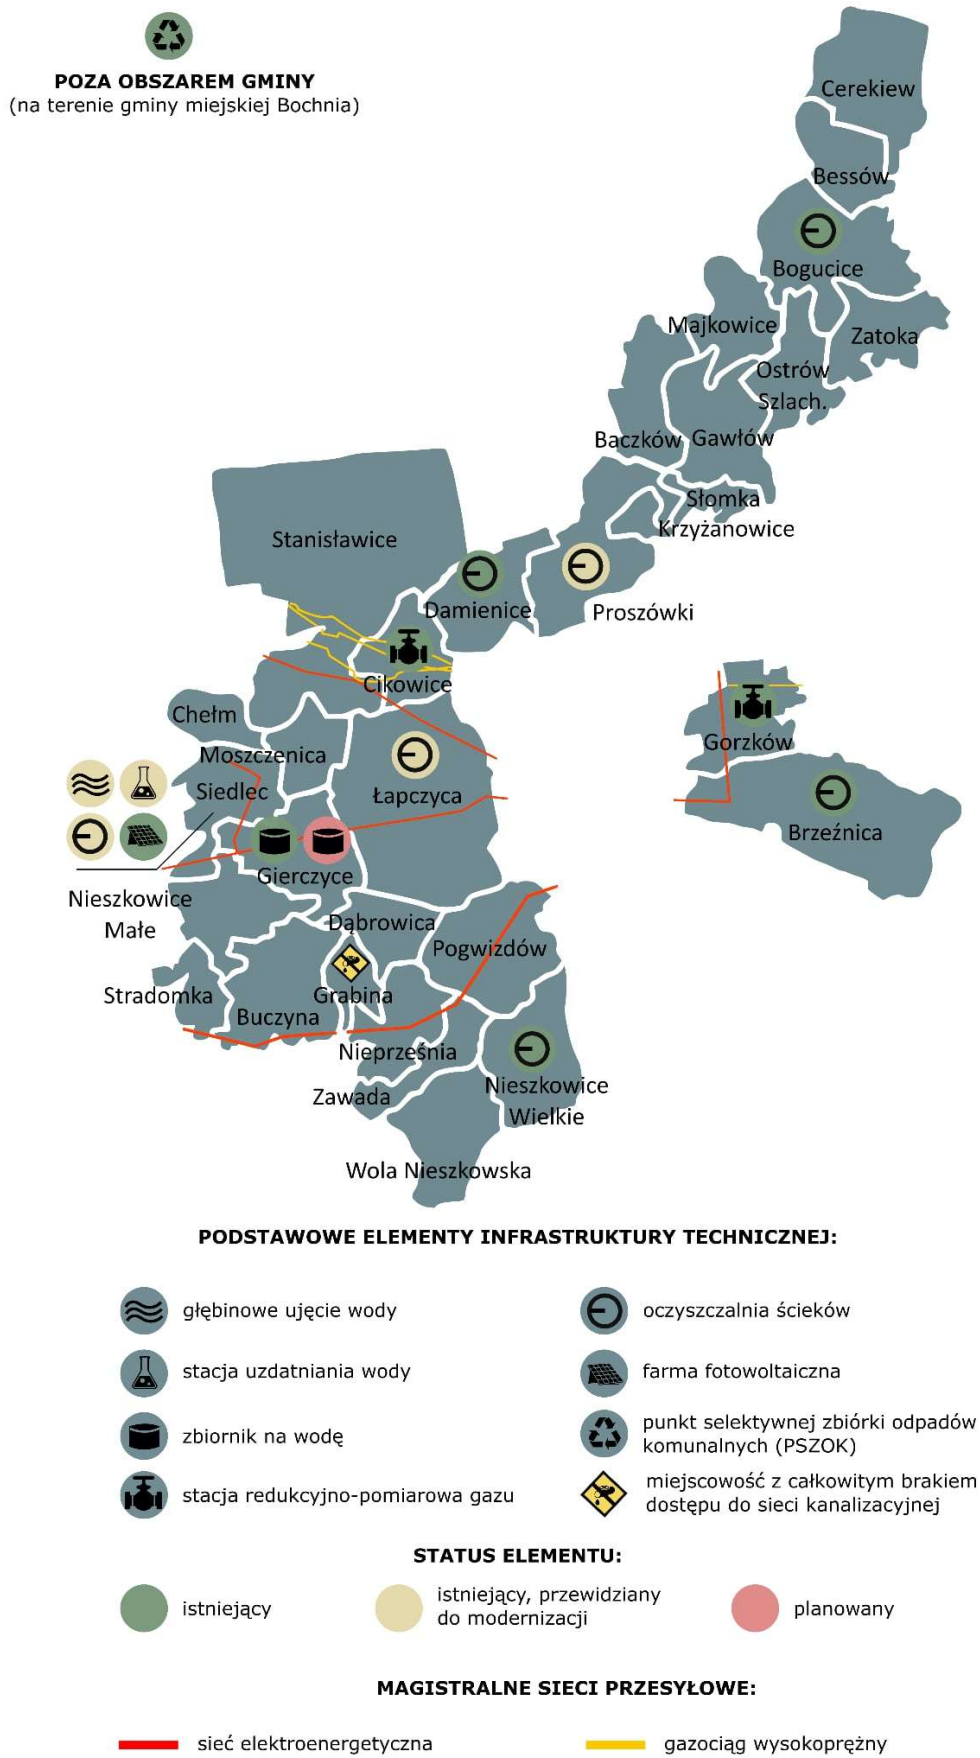 POZA OBSZAREM GMINY
(na terenie gminy miejskiej Bochnia)
Cerekiew
Bessów
Bogucice
Majkowice
Zatoka
Ostrów
Szlach.
Baczków
Gawłów
Słomka
Krzyżanowice
Stanisławice
Damienice
Proszówki
Cikowice
Chełm
Moszczenica
Siedlec
Łapczyca
Gorzków
Brzeźnica
Gierczyce
Nieszkowice
Małe
Dąbrowica
Pogwizdów
Stradomka
Grabina
Buczyna
Nieprześnia
Zawada
Nieszkowice
Wielkie
Wola Nieszkowska
PODSTAWOWE ELEMENTY INFRASTRUKTURY TECHNICZNEJ:
głębinowe ujęcie wody
oczyszczalnia ścieków
stacja uzdatniania wody
farma fotowoltaiczna
zbiornik na wodę
punkt selektywnej zbiórki odpadów
komunalnych (PSZOK)
stacja redukcyjno-pomiarowa gazu
miejscowość z całkowitym brakiem
dostępu do sieci kanalizacyjnej
STATUS ELEMENTU:
istniejący
istniejący, przewidziany
do modernizacji
planowany
MAGISTRALNE SIECI PRZESYŁOWE:
sieć elektroenergetyczna
gazociąg wysokoprężny